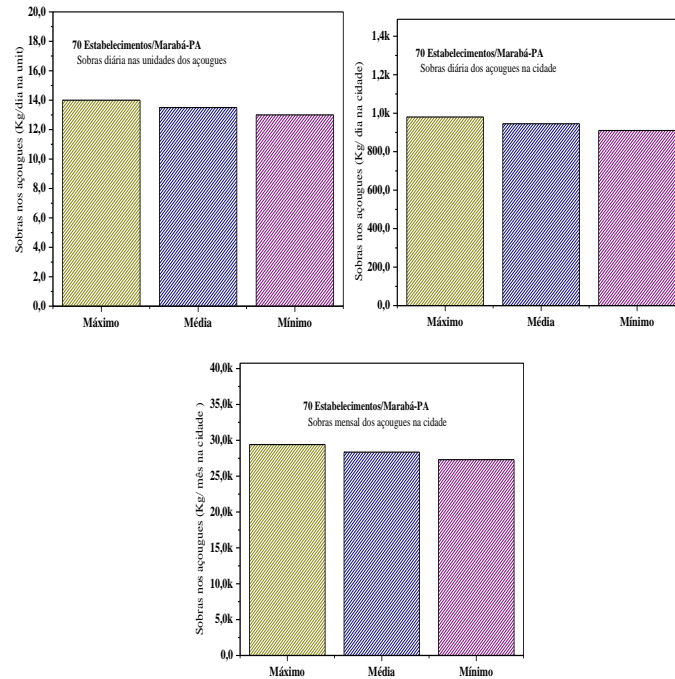 Sobras nos açougues (Kg/dia na unit)
20,0
18,0
16,0
14,0
12,0
10,0
8,0
6,0
4,0
2,0
0,0
70 Estabelecimentos/Marabá-PA
Sobras diária nas unidades dos açougues
Máximo Média Mínimo
Sobras nos açougues (Kg/ dia na cidade)
1,4k
1,2k
1,0k
800,0
600,0
400,0
200,0
0,0
70 Estabelecimentos/Marabá-PA
Sobras diária dos açougues na cidade
Máximo Média Mínimo
Sobras nos açougues (Kg/ mês na cidade )
40,0k
35,0k
30,0k
25,0k
20,0k
15,0k
10,0k
5,0k
0,0
70 Estabelecimentos/Marabá-PA
Sobras mensal dos açougues na cidade
Máximo Média Mínimo